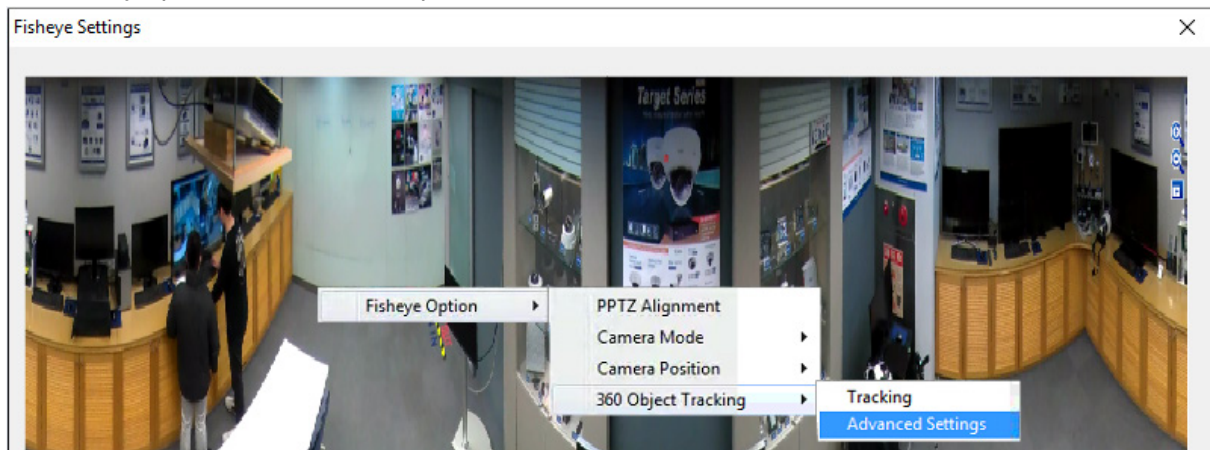 Fisheye Settings
Target Series
Fisheye Option
PPTZ Alignment
Camera Mode
Camera Position
360 Object Tracking
Tracking
Advanced Settings